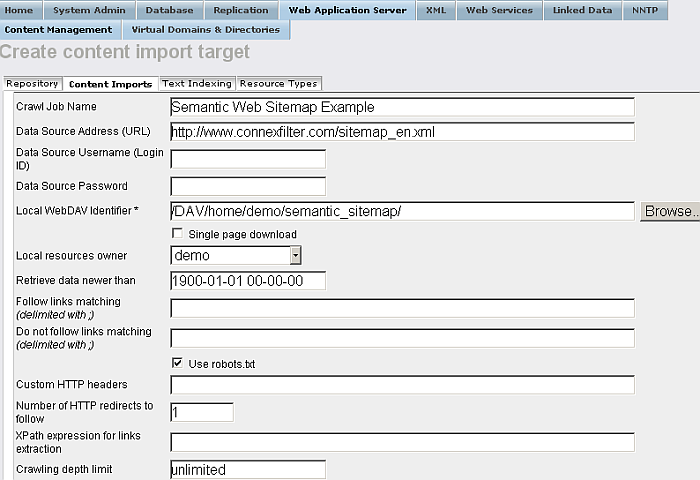 Home System Admin Database Replication Web Application Server XML Web Services Linked Data NNTP
Content Management Virtual Domains & Directories
Create content import target
Repository Content Imports Text Indexing Resource Types
Crawl Job Name Semantic Web Sitemap Example
Data Source Address (URL) http://www.connexfilter.com/sitemap_en.xml
Data Source Username (Login
ID)
Data Source Password
Local WebDAV Identifier * /DAV/home/demo/semantic_sitemap/ Browse...
Single page download
Local resources owner demo
Retrieve data newer than 1900-01-01 00-00-00
Follow links matching
(delimited with ;)
Do not follow links matching
(delimited with ;)
Use robots.txt
Custom HTTP headers
Number of HTTP redirects to
follow 1
XPath expression for links
extraction
Crawling depth limit unlimited